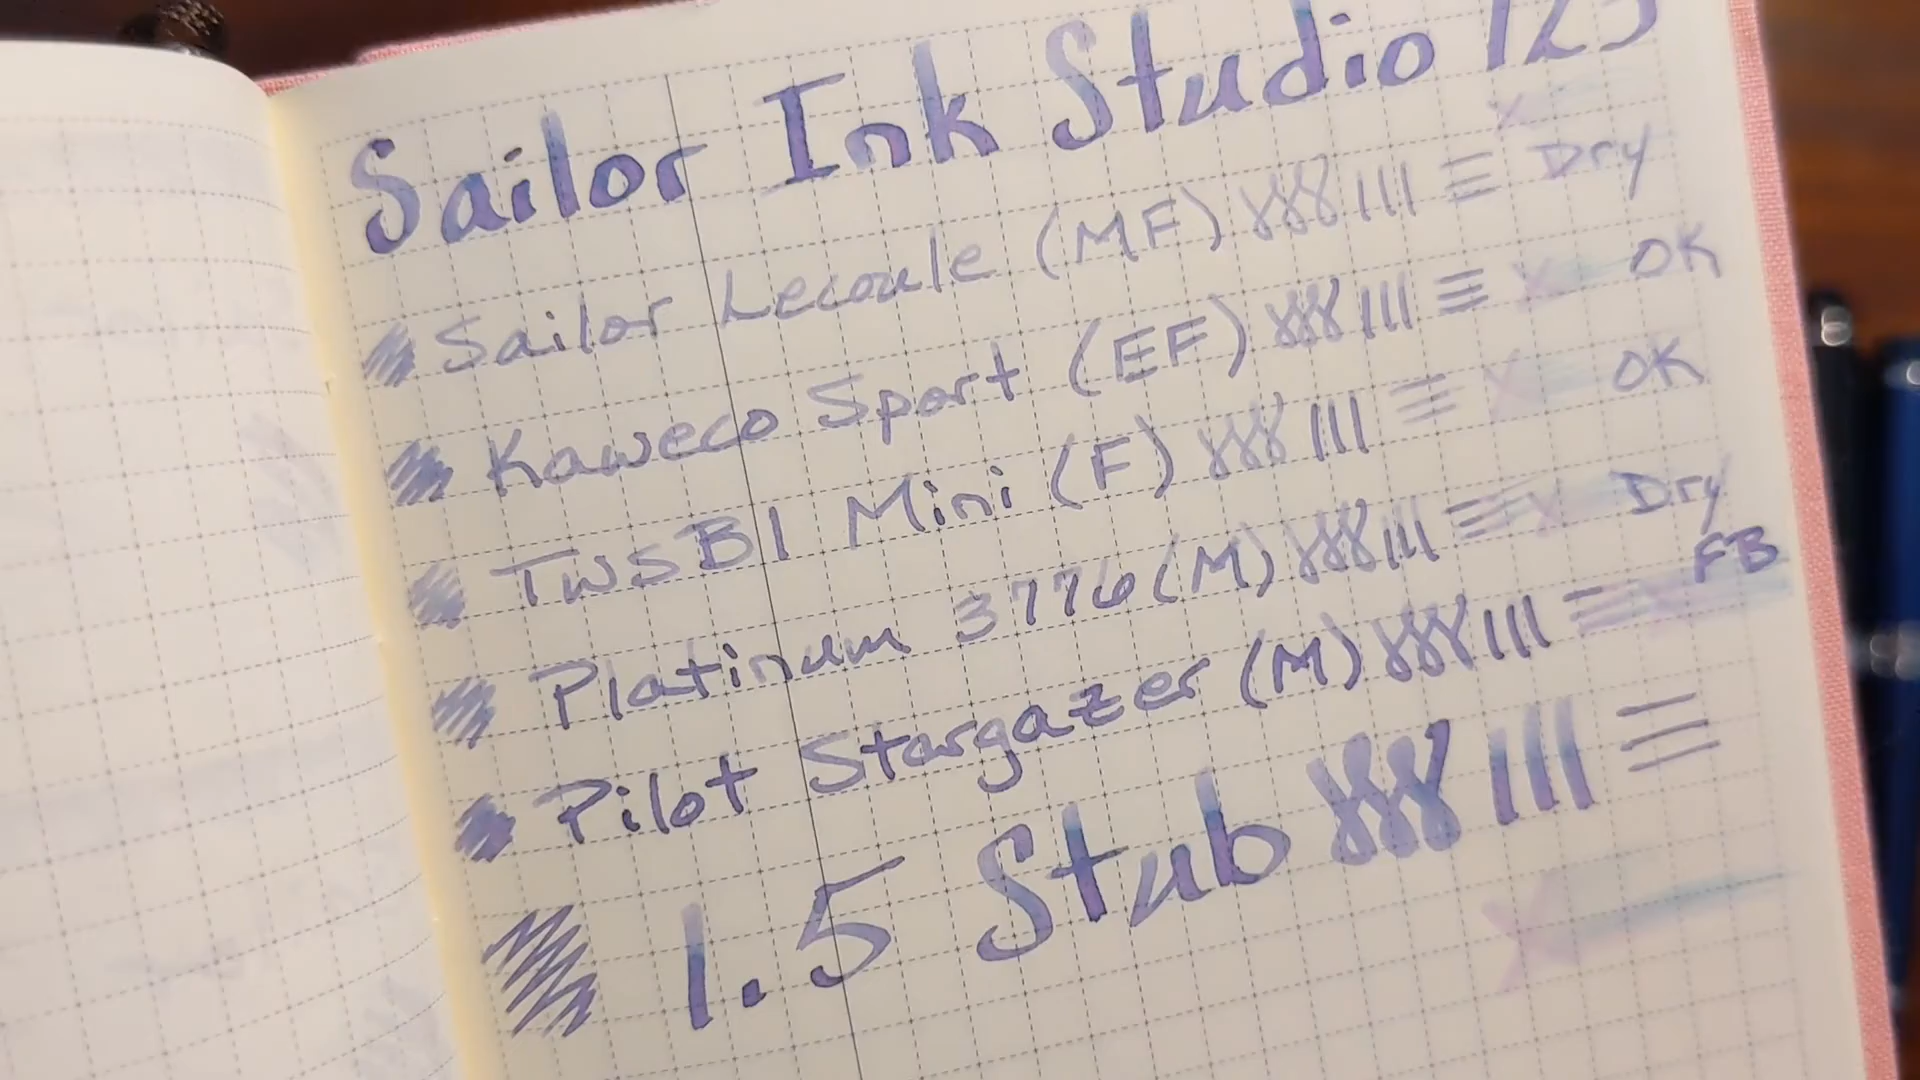 Sailor Ink Studio 123
Sailor Lecoule (MF) Dry
Kaweco Sport (EF) OK
TWSBI Mini (F) OK
Platinum 3776 (M) Dry
Pilot Stargazer (M) FB
1.5 Stub